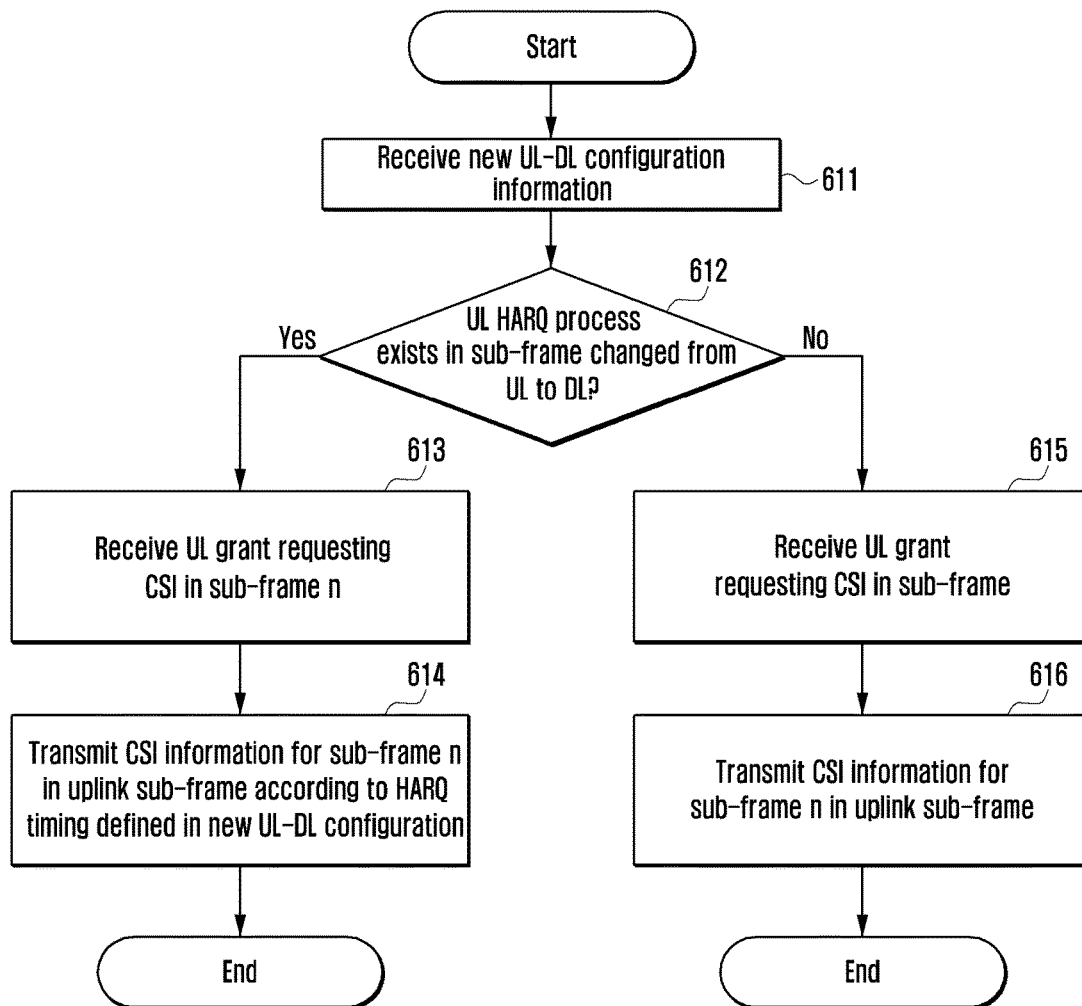 Start
Receive new UL-DL configuration
information
611
612
UL HARQ process
exists in sub-frame changed from
UL to DL?
Yes
No
613
Receive UL grant requesting
CSI in sub-frame n
615
Receive UL grant
requesting CSI in sub-frame
614
Transmit CSI information for sub-frame n
in uplink sub-frame according to HARQ
timing defined in new UL-DL configuration
616
Transmit CSI information for
sub-frame n in uplink sub-frame
End
End